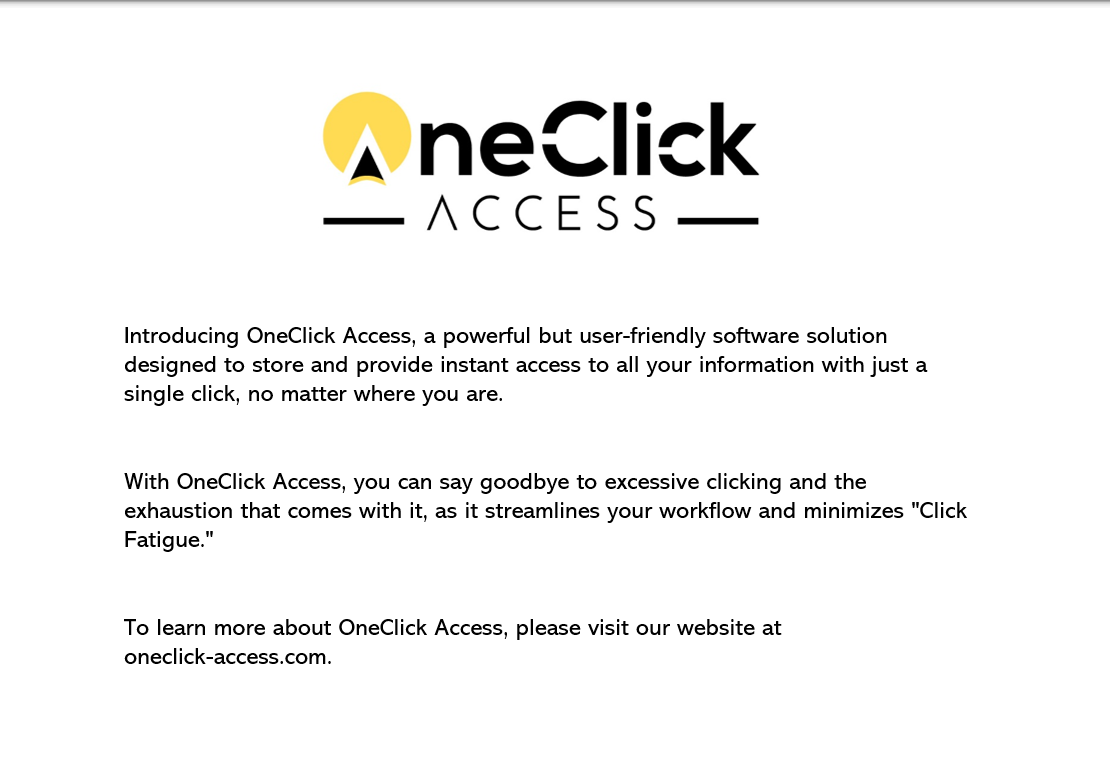 OneClick
ACCESS
Introducing OneClick Access, a powerful but user-friendly software solution
designed to store and provide instant access to all your information with just a
single click, no matter where you are.
With OneClick Access, you can say goodbye to excessive clicking and the
exhaustion that comes with it, as it streamlines your workflow and minimizes "Click
Fatigue."
To learn more about OneClick Access, please visit our website at
oneclick-access.com.